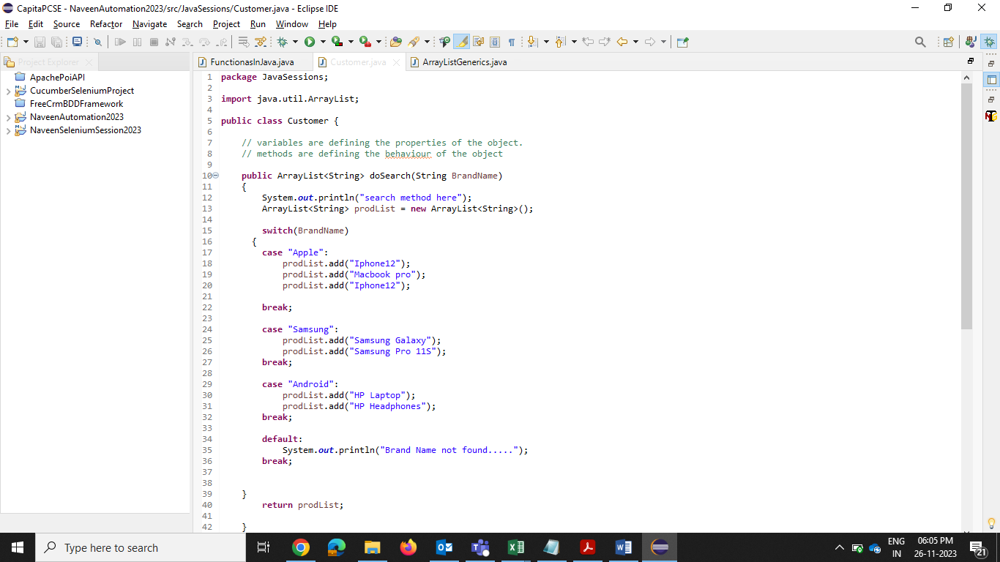 CapitaPCSE - NaveenAutomation2023/src/JavaSessions/Customer.java - Eclipse IDE
File Edit Source Refactor Navigate Search Project Run Window Help
Project Explorer
FunctionasInJava.java Customer.java ArrayListGenerics.java
ApachePoiAPI
CucumberSeleniumProject
FreeCrmBDDFramework
NaveenAutomation2023
NaveenSeleniumSession2023
1 package JavaSessions;
2
3 import java.util.ArrayList;
4
5 public class Customer {
6
7 // variables are defining the properties of the object.
8 // methods are defining the behaviour of the object
9
10 public ArrayList<String> doSearch(String BrandName)
11 {
12 System.out.println("search method here");
13 ArrayList<String> prodList = new ArrayList<String>();
14
15 switch(BrandName)
16 {
17 case "Apple":
18 prodList.add("Iphone12");
19 prodList.add("Macbook pro");
20 prodList.add("Iphone12");
21
22 break;
23
24 case "Samsung":
25 prodList.add("Samsung Galaxy");
26 prodList.add("Samsung Pro 11S");
27 break;
28
29 case "Android":
30 prodList.add("HP Laptop");
31 prodList.add("HP Headphones");
32 break;
33
34 default:
35 System.out.println("Brand Name not found.....");
36 break;
37
38
39 }
40 return prodList;
41
42 }
Type here to search
ENG
IN
06:05 PM
26-11-2023
21